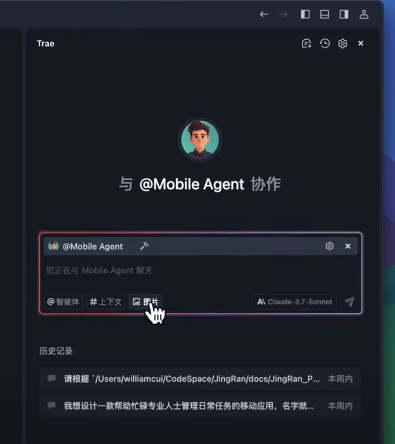 Trae
与 @Mobile Agent 协作
@Mobile Agent
您正在与 Mobile Agent 聊天
@智能体 #上下文 图片 A\ Claude-3.7-Sonnet
历史记录
请根据 `/Users/williamcui/CodeSpace/JingRan/docs/JingRan_P... 本周内
我想设计一款帮助忙碌专业人士管理日常任务的移动应用，名字就... 本周内